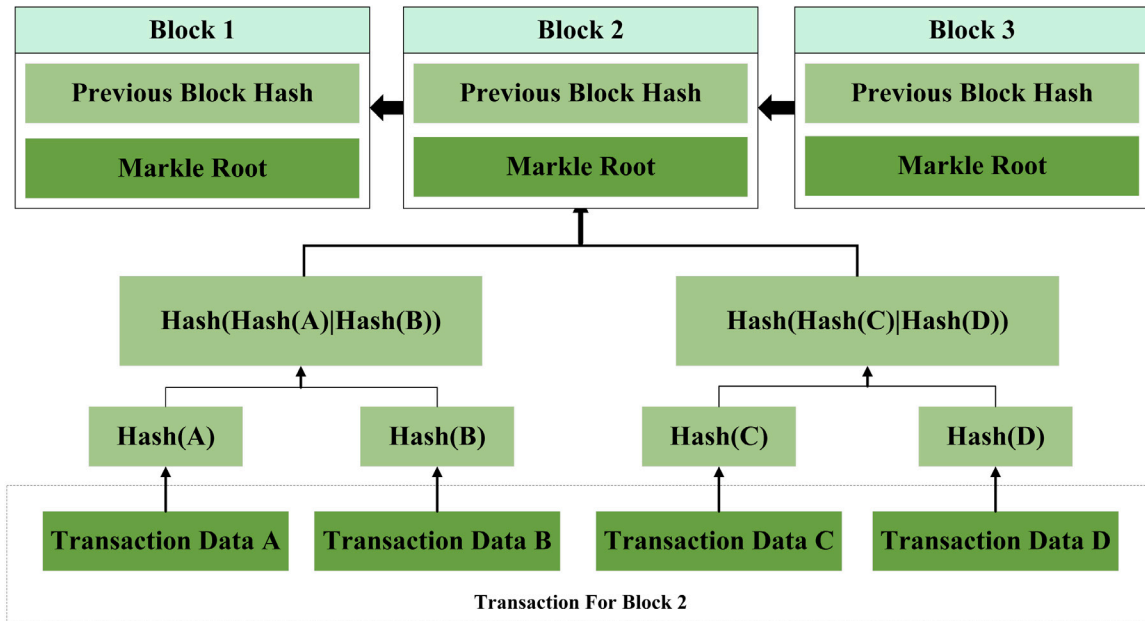 Block 1
Block 2
Block 3
Previous Block Hash
Previous Block Hash
Previous Block Hash
Markle Root
Markle Root
Markle Root
Hash(Hash(A)|Hash(B))
Hash(Hash(C)|Hash(D))
Hash(A)
Hash(B)
Hash(C)
Hash(D)
Transaction Data A
Transaction Data B
Transaction Data C
Transaction Data D
Transaction For Block 2